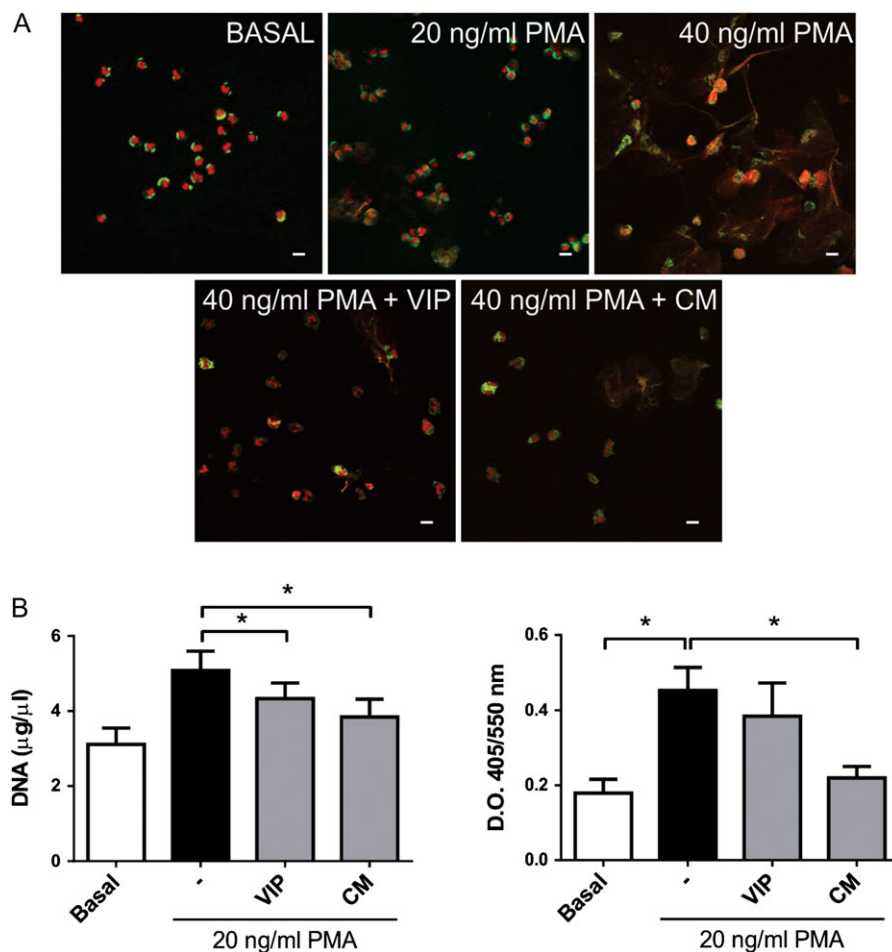 A
BASAL
20 ng/ml PMA
40 ng/ml PMA
40 ng/ml PMA + VIP
40 ng/ml PMA + CM
B
*
*
DNA (μg/μl)
6
4
2
0
Basal
-
VIP
CM
20 ng/ml PMA
*
*
D.O. 405/550 nm
0.6
0.4
0.2
0.0
Basal
-
VIP
CM
20 ng/ml PMA